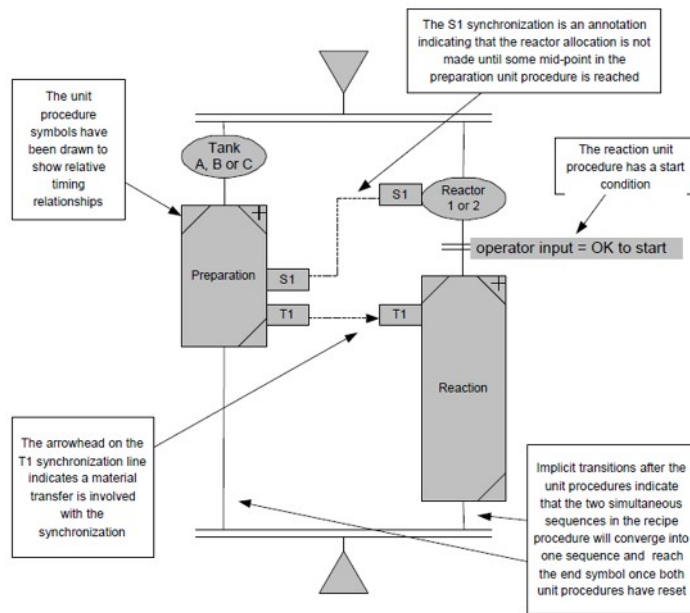 The S1 synchronization is an annotation
indicating that the reactor allocation is not
made until some mid-point in the
preparation unit procedure is reached
The unit
procedure
symbols have
been drawn to
show relative
timing
relationships
Tank
A, B or C
The reaction unit
procedure has a start
condition
S1
Reactor
1 or 2
operator input = OK to start
Preparation
S1
T1
T1
Reaction
The arrowhead on the
T1 synchronization line
indicates a material
transfer is involved
with the
synchronization
Implicit transitions after the
unit procedures indicate
that the two simultaneous
sequences in the recipe
procedure will converge into
one sequence and reach
the end symbol once both
unit procedures have reset